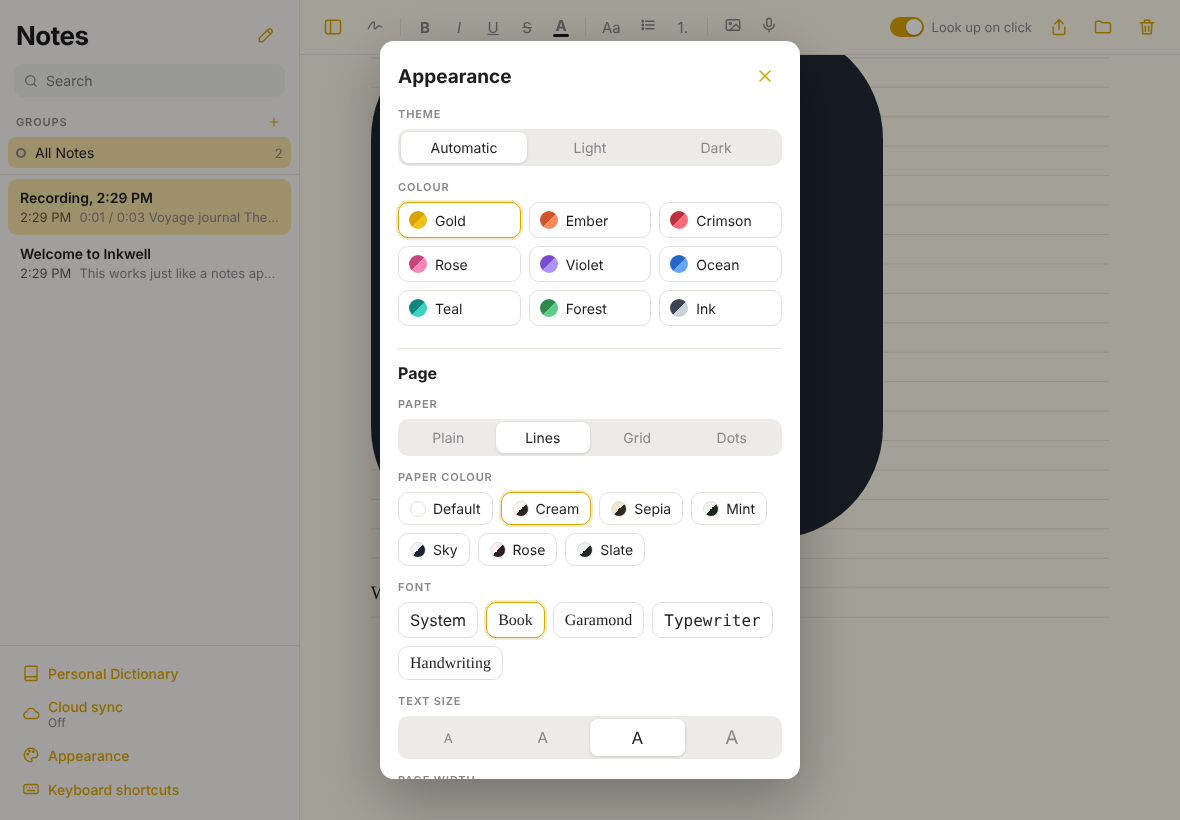 Notes
B I U S A Aa 1. Look up on click
Search
GROUPS
All Notes 2
Recording, 2:29 PM
2:29 PM 0:01 / 0:03 Voyage journal The...
Welcome to Inkwell
2:29 PM This works just like a notes ap...
Personal Dictionary
Cloud sync
Off
Appearance
Keyboard shortcuts
Appearance
THEME
Automatic Light Dark
COLOUR
Gold Ember Crimson
Rose Violet Ocean
Teal Forest Ink
Page
PAPER
Plain Lines Grid Dots
PAPER COLOUR
Default Cream Sepia Mint
Sky Rose Slate
FONT
System Book Garamond Typewriter
Handwriting
TEXT SIZE
A A A A
PAGE WIDTH